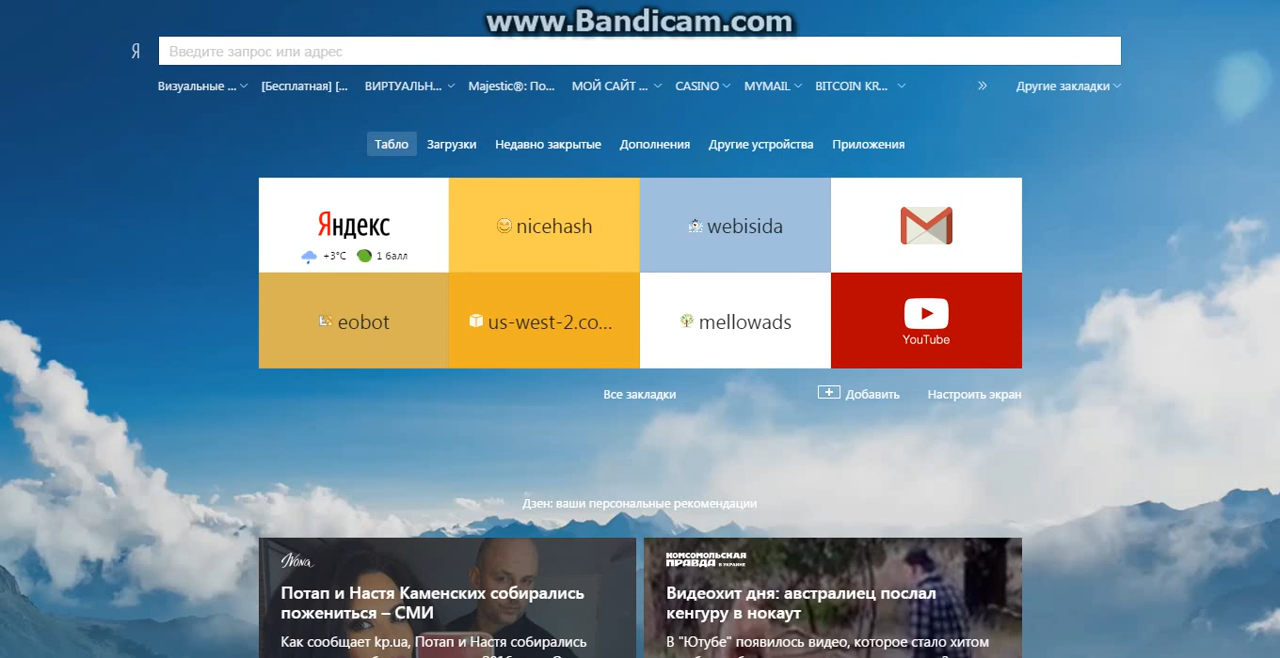 www.Bandicam.com
Я
Введите запрос или адрес
Визуальные ... [Бесплатная] [... ВИРТУАЛЬН... Majestic®: По... МОЙ САЙТ ... CASINO MYMAIL BITCOIN KR... » Другие закладки
Табло Загрузки Недавно закрытые Дополнения Другие устройства Приложения
Яндекс
+3°C 1 балл
nicehash
webisida
eobot
us-west-2.co...
mellowads
YouTube
Все закладки Добавить Настроить экран
Дзен: ваши персональные рекомендации
Nona
Потап и Настя Каменских собирались
пожениться – СМИ
Как сообщает kp.ua, Потап и Настя собирались
КОМСОМОЛЬСКАЯ
ПРАВДА В УКРАИНЕ
Видеохит дня: австралиец послал
кенгуру в нокаут
В "Ютубе" появилось видео, которое стало хитом